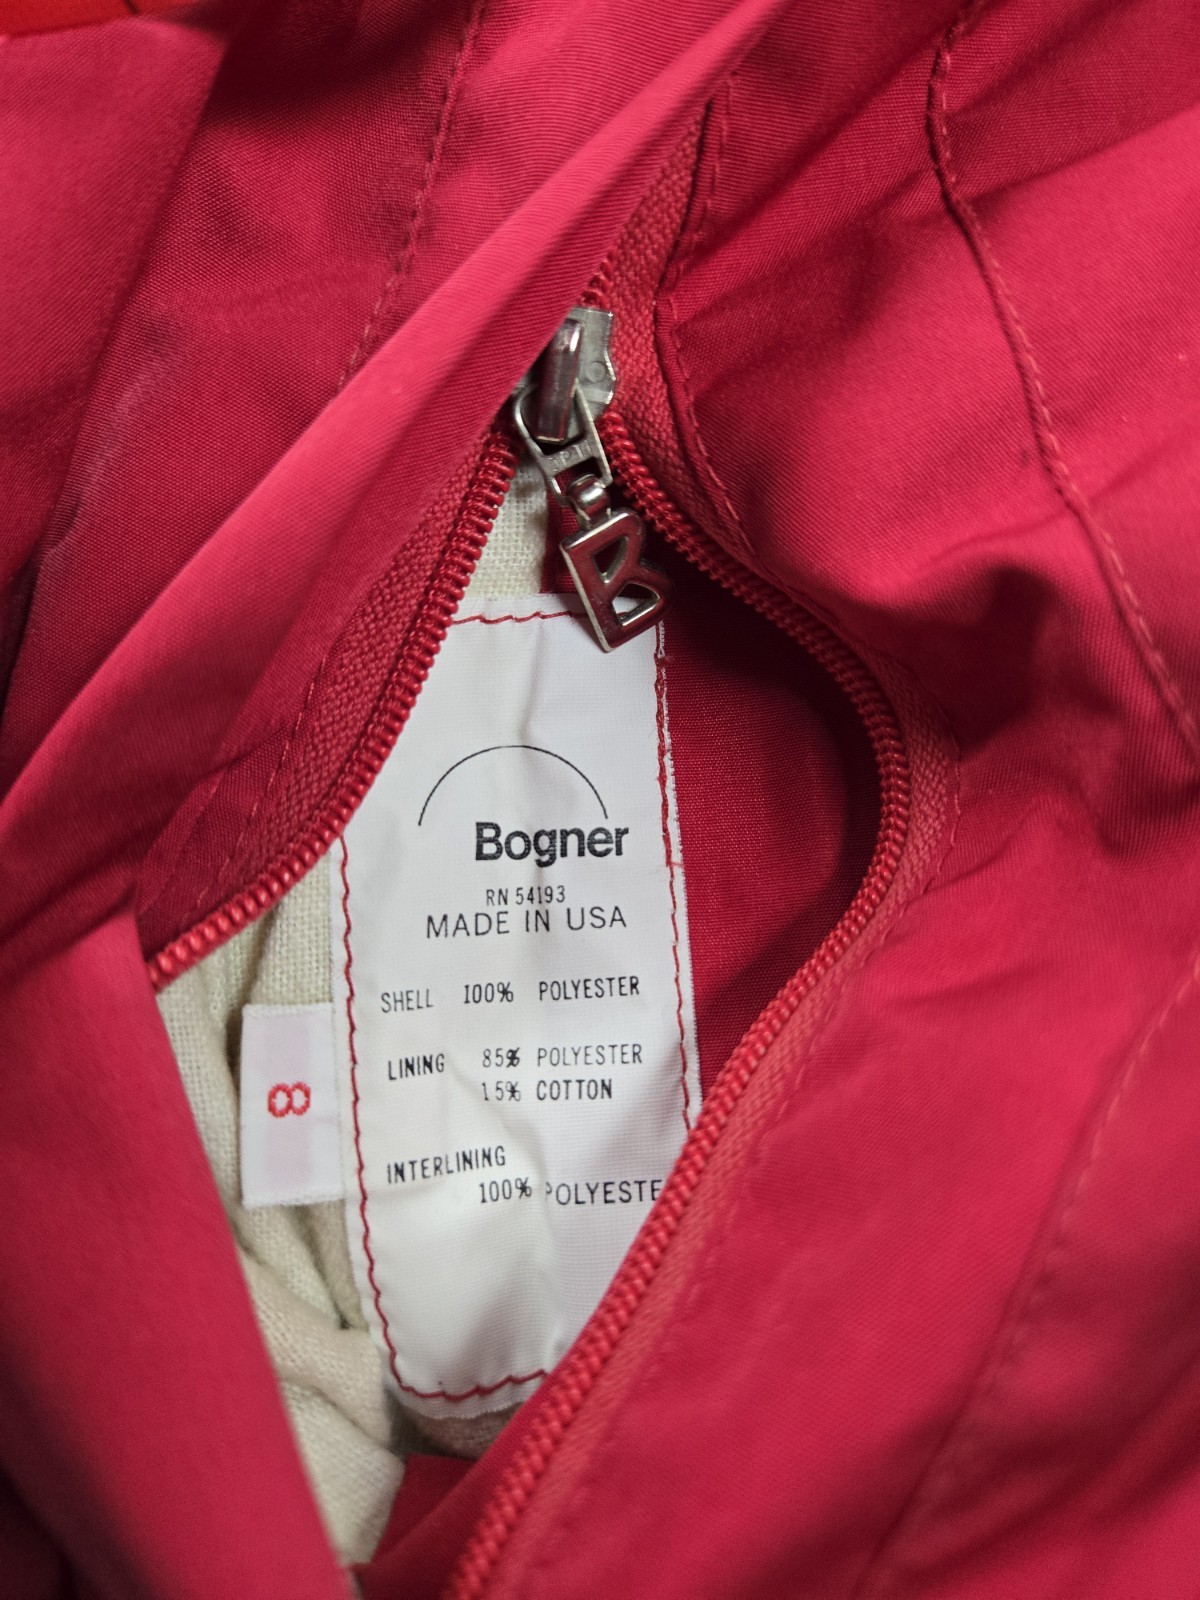 B
Bogner
RN 54193
MADE IN USA
SHELL 100% POLYESTER
LINING 85% POLYESTER
15% COTTON
INTERLINING
100% POLYESTE
8